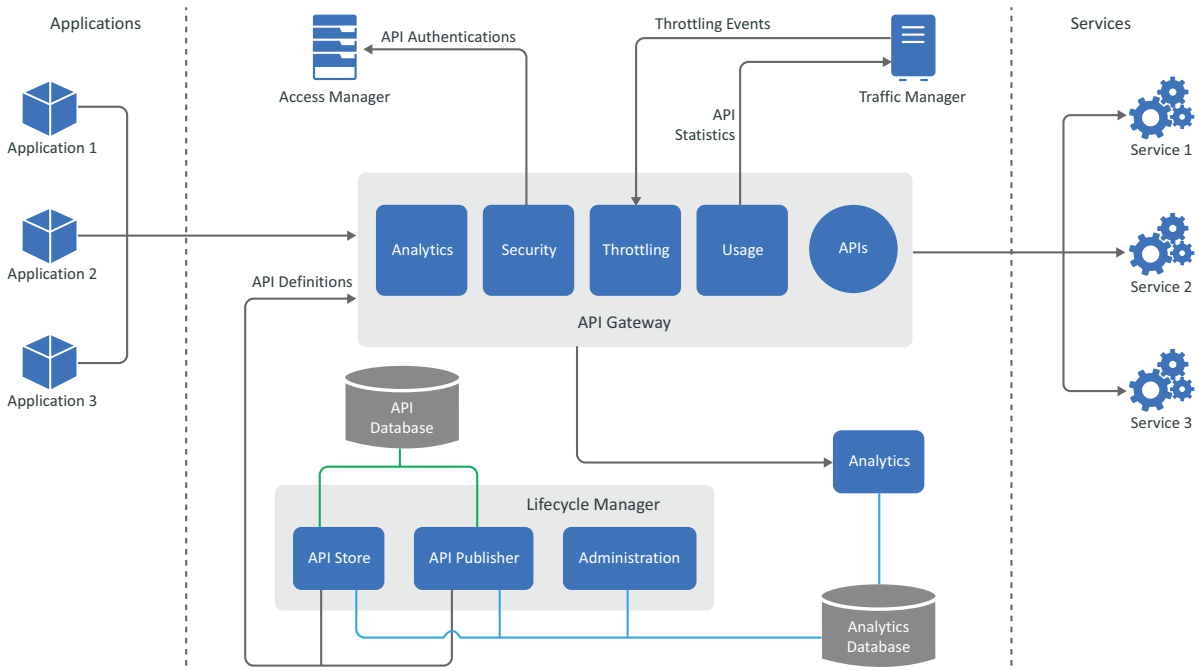 Applications
Services
API Authentications
Throttling Events
Access Manager
Traffic Manager
API
Statistics
Application 1
Service 1
Analytics
Security
Throttling
Usage
APIs
Application 2
API Definitions
Service 2
API Gateway
Application 3
API
Database
Service 3
Analytics
Lifecycle Manager
API Store
API Publisher
Administration
Analytics
Database